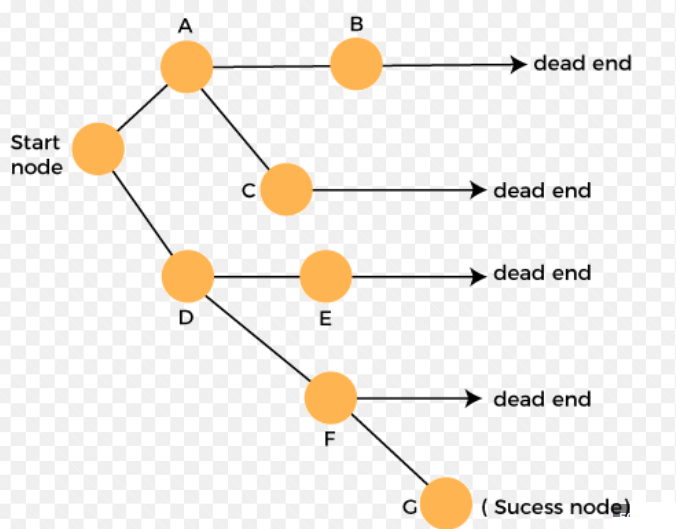 A
B
dead end
Start
node
C
dead end
dead end
D
E
dead end
F
G
( Sucess node)